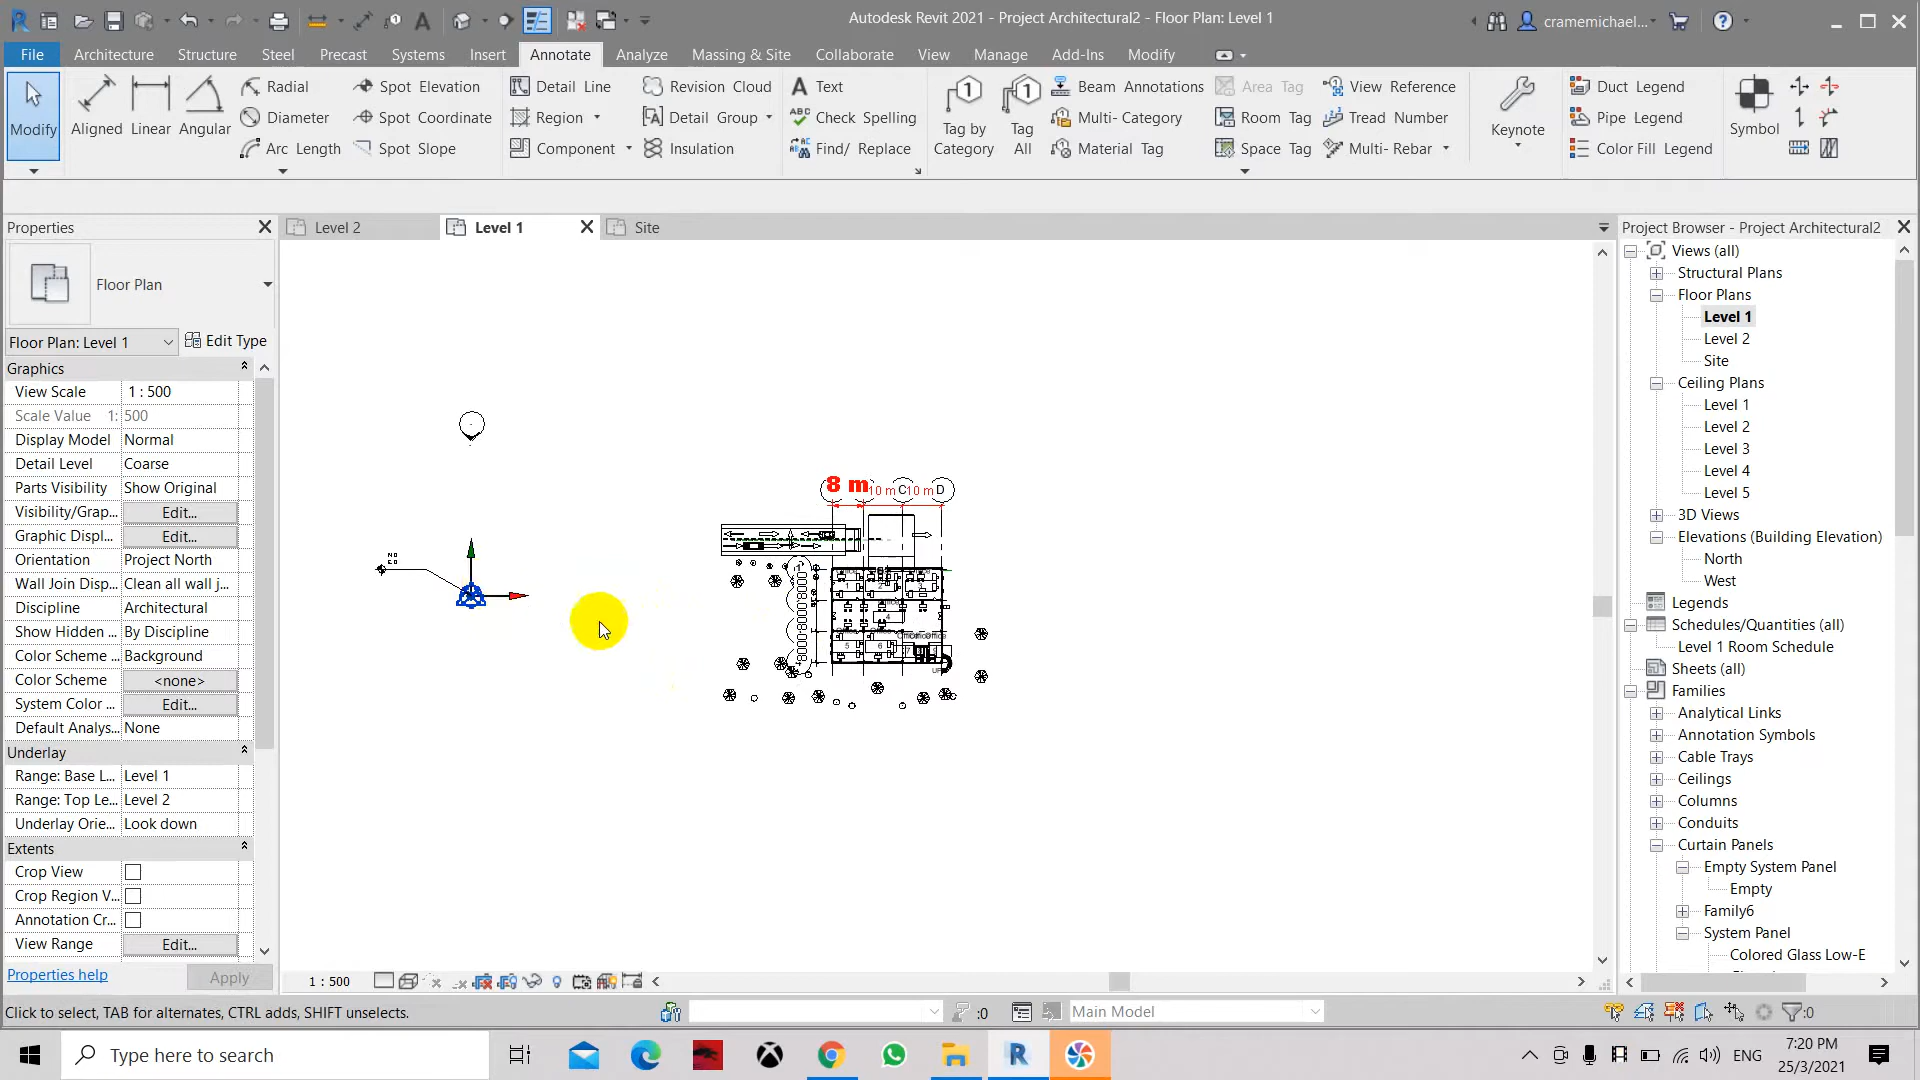 Autodesk Revit 2021 - Project Architectural2 - Floor Plan: Level 1
cramemichael...
File Architecture Structure Steel Precast Systems Insert Annotate Analyze Massing & Site Collaborate View Manage Add-Ins Modify
Modify
Aligned
Linear
Angular
Radial
Diameter
Arc Length
Spot Elevation
Spot Coordinate
Spot Slope
Detail Line
Region
Component
Revision Cloud
Detail Group
Insulation
Text
Check Spelling
Find/ Replace
Tag by Category
Tag All
Beam Annotations
Multi- Category
Material Tag
Area Tag
Room Tag
Space Tag
View Reference
Tread Number
Multi- Rebar
Keynote
Duct Legend
Pipe Legend
Color Fill Legend
Symbol
Properties
Level 2
Level 1
Site
Project Browser - Project Architectural2
Floor Plan
Floor Plan: Level 1
Edit Type
Graphics
View Scale 1 : 500
Scale Value 1: 500
Display Model Normal
Detail Level Coarse
Parts Visibility Show Original
Visibility/Grap... Edit...
Graphic Displ... Edit...
Orientation Project North
Wall Join Disp... Clean all wall j...
Discipline Architectural
Show Hidden ... By Discipline
Color Scheme ... Background
Color Scheme <none>
System Color ... Edit...
Default Analys... None
Underlay
Range: Base L... Level 1
Range: Top Le... Level 2
Underlay Orie... Look down
Extents
Crop View
Crop Region V...
Annotation Cr...
View Range Edit...
Properties help
Apply
8 m 10 m C 10 m D
1 2 3
4
5 6 7
Views (all)
Structural Plans
Floor Plans
Level 1
Level 2
Site
Ceiling Plans
Level 1
Level 2
Level 3
Level 4
Level 5
3D Views
Elevations (Building Elevation)
North
West
Legends
Schedules/Quantities (all)
Level 1 Room Schedule
Sheets (all)
Families
Analytical Links
Annotation Symbols
Cable Trays
Ceilings
Columns
Conduits
Curtain Panels
Empty System Panel
Empty
Family6
System Panel
Colored Glass Low-E
1 : 500
Click to select, TAB for alternates, CTRL adds, SHIFT unselects.
:0
Main Model
:0
Type here to search
ENG
7:20 PM
25/3/2021